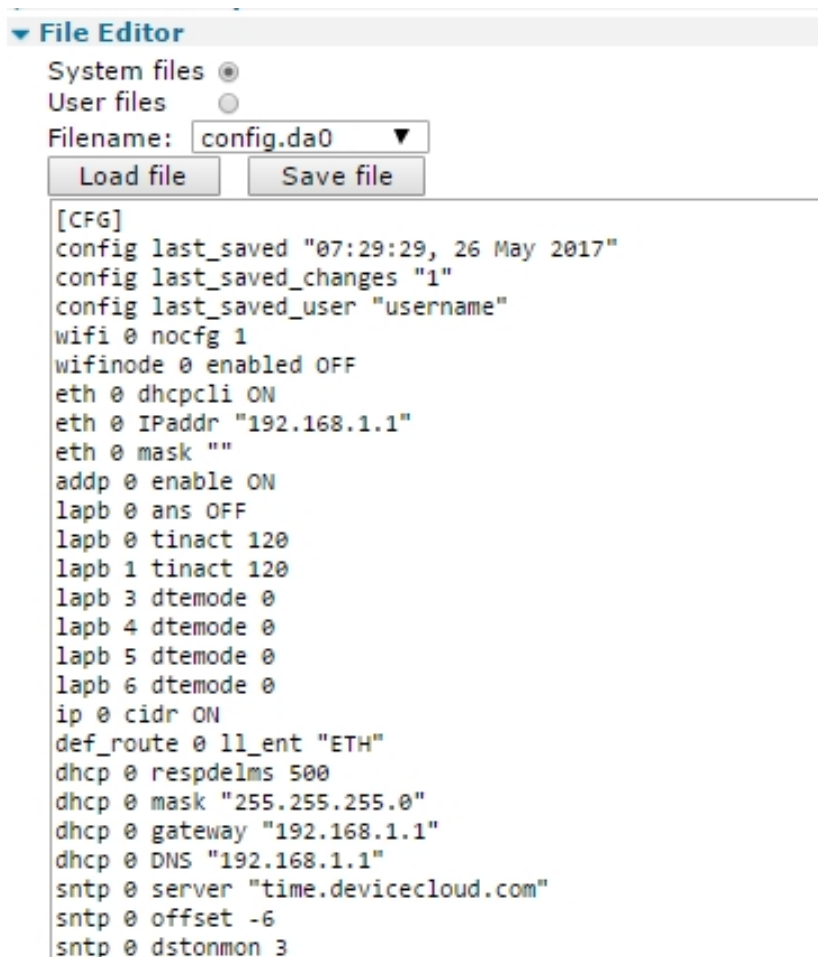 File Editor
System files
User files
Filename: config.da0
Load file Save file
[CFG]
config last_saved "07:29:29, 26 May 2017"
config last_saved_changes "1"
config last_saved_user "username"
wifi 0 nocfg 1
wifinode 0 enabled OFF
eth 0 dhcpcli ON
eth 0 IPaddr "192.168.1.1"
eth 0 mask ""
addp 0 enable ON
lapb 0 ans OFF
lapb 0 tinact 120
lapb 1 tinact 120
lapb 3 dtemode 0
lapb 4 dtemode 0
lapb 5 dtemode 0
lapb 6 dtemode 0
ip 0 cidr ON
def_route 0 ll_ent "ETH"
dhcp 0 respdelms 500
dhcp 0 mask "255.255.255.0"
dhcp 0 gateway "192.168.1.1"
dhcp 0 DNS "192.168.1.1"
sntp 0 server "time.devicecloud.com"
sntp 0 offset -6
sntp 0 dstonmon 3